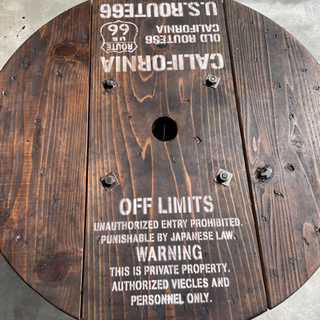 U.S.ROUTE66
CALIFORNIA
OLD ROUTE66
CALIFORNIA
ROUTE
US
66
OFF LIMITS
UNAUTHORIZED ENTRY PROHIBITED.
PUNISHABLE BY JAPANESE LAW.
WARNING
THIS IS PRIVATE PROPERTY.
AUTHORIZED VIECLES AND
PERSONNEL ONLY.